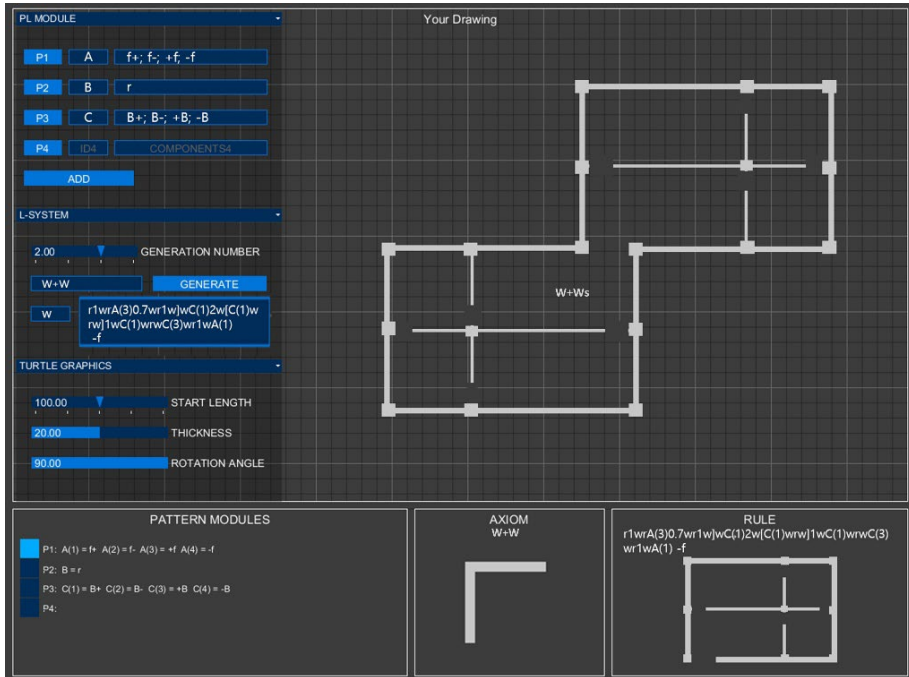 PL MODULE
Your Drawing
P1 A f+; f-; +f; -f
P2 B r
P3 C B+; B-; +B; -B
P4 ID4 COMPONENTS4
ADD
L-SYSTEM
2.00 GENERATION NUMBER
W+W GENERATE
W+Ws
W r1wrA(3)0.7wr1w]wC(1)2w[C(1)w
rw]1wC(1)wrwC(3)wr1wA(1)
-f
TURTLE GRAPHICS
100.00 START LENGTH
20.00 THICKNESS
90.00 ROTATION ANGLE
PATTERN MODULES
P1: A(1) = f+ A(2) = f- A(3) = +f A(4) = -f
P2: B = r
P3: C(1) = B+ C(2) = B- C(3) = +B C(4) = -B
P4:
AXIOM
W+W
RULE
r1wrA(3)0.7wr1w]wC(1)2w[C(1)wrw]1wC(1)wrwC(3)
wr1wA(1) -f